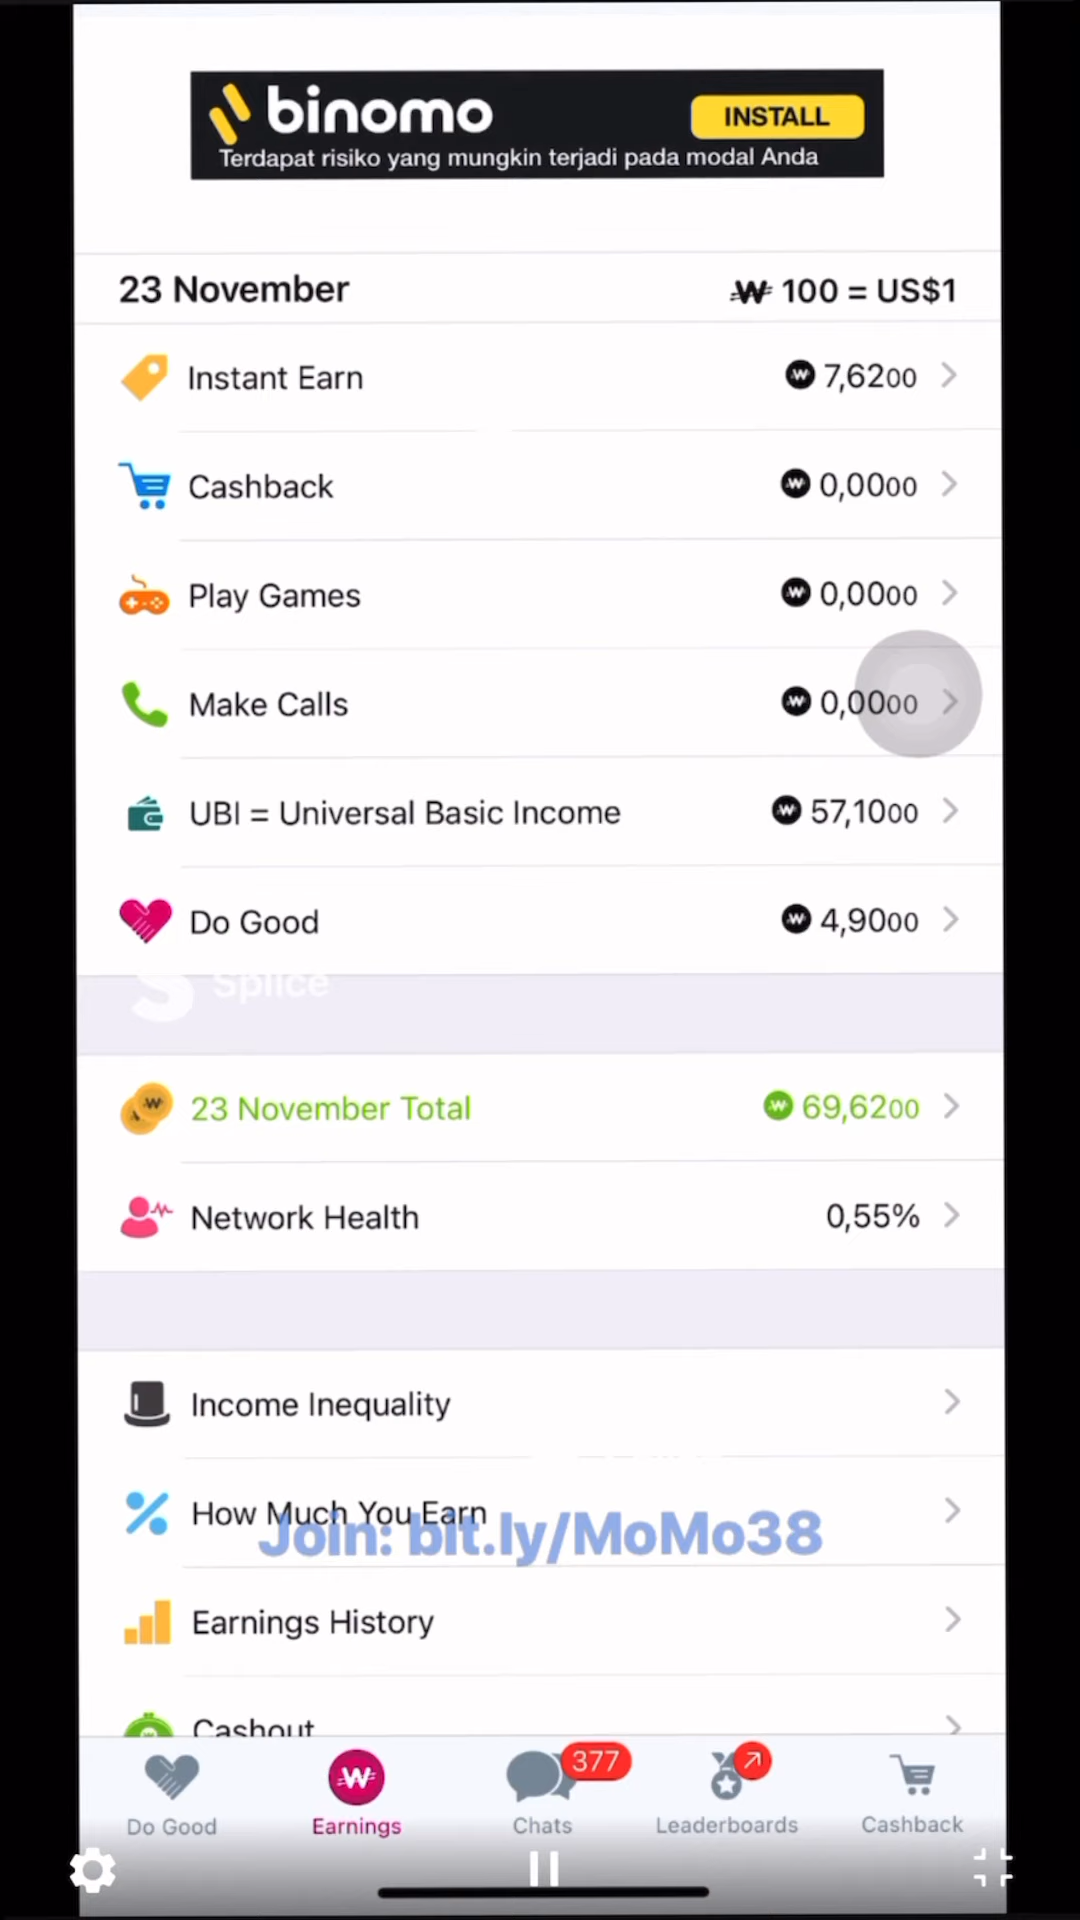 binomo
INSTALL
Terdapat risiko yang mungkin terjadi pada modal Anda
23 November
₩ 100 = US$1
Instant Earn
7,6200
Cashback
0,0000
Play Games
0,0000
Make Calls
0,0000
UBI = Universal Basic Income
57,1000
Do Good
4,9000
Splice
23 November Total
69,6200
Network Health
0,55%
Income Inequality
How Much You Earn
Join: bit.ly/MoMo38
Earnings History
Cashout
377
Do Good
Earnings
Chats
Leaderboards
Cashback